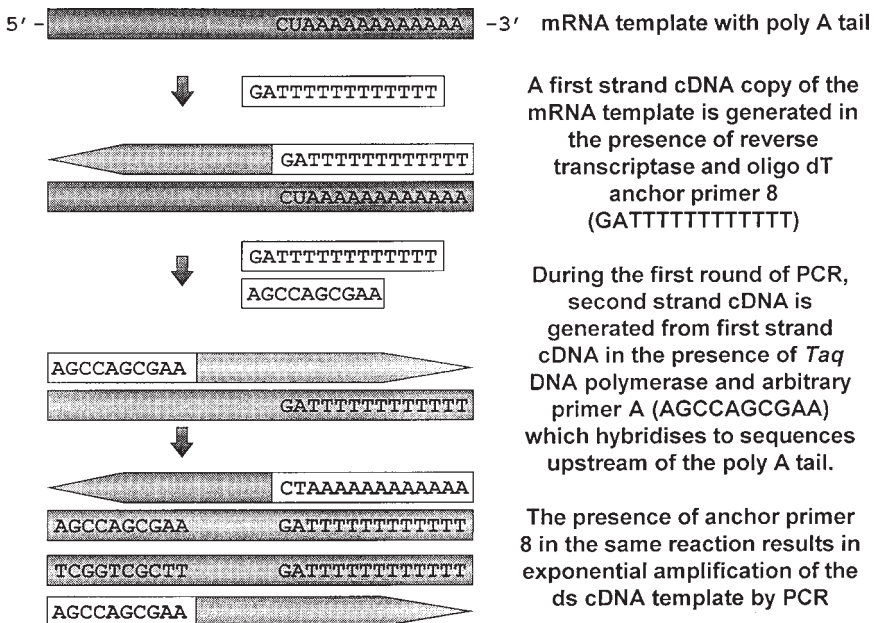 5' -
CUAAAAAAAAAAAA
-3'
mRNA template with poly A tail
GATTTTTTTTTTTT
GATTTTTTTTTTTT
CUAAAAAAAAAAAA
A first strand cDNA copy of the
mRNA template is generated in
the presence of reverse
transcriptase and oligo dT
anchor primer 8
(GATTTTTTTTTTTT)
GATTTTTTTTTTTT
AGCCAGCGAA
AGCCAGCGAA
GATTTTTTTTTTTT
During the first round of PCR,
second strand cDNA is
generated from first strand
cDNA in the presence of Taq
DNA polymerase and arbitrary
primer A (AGCCAGCGAA)
which hybridises to sequences
upstream of the poly A tail.
CTAAAAAAAAAAAA
AGCCAGCGAA GATTTTTTTTTTTT
TCGGTCGCTT GATTTTTTTTTTTT
AGCCAGCGAA
The presence of anchor primer
8 in the same reaction results in
exponential amplification of the
ds cDNA template by PCR